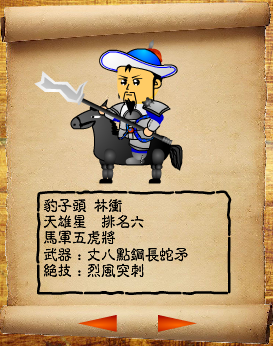 豹子頭 林衝
天雄星 排名六
馬軍五虎將
武器：丈八點鋼長蛇矛
絕技：烈風突刺